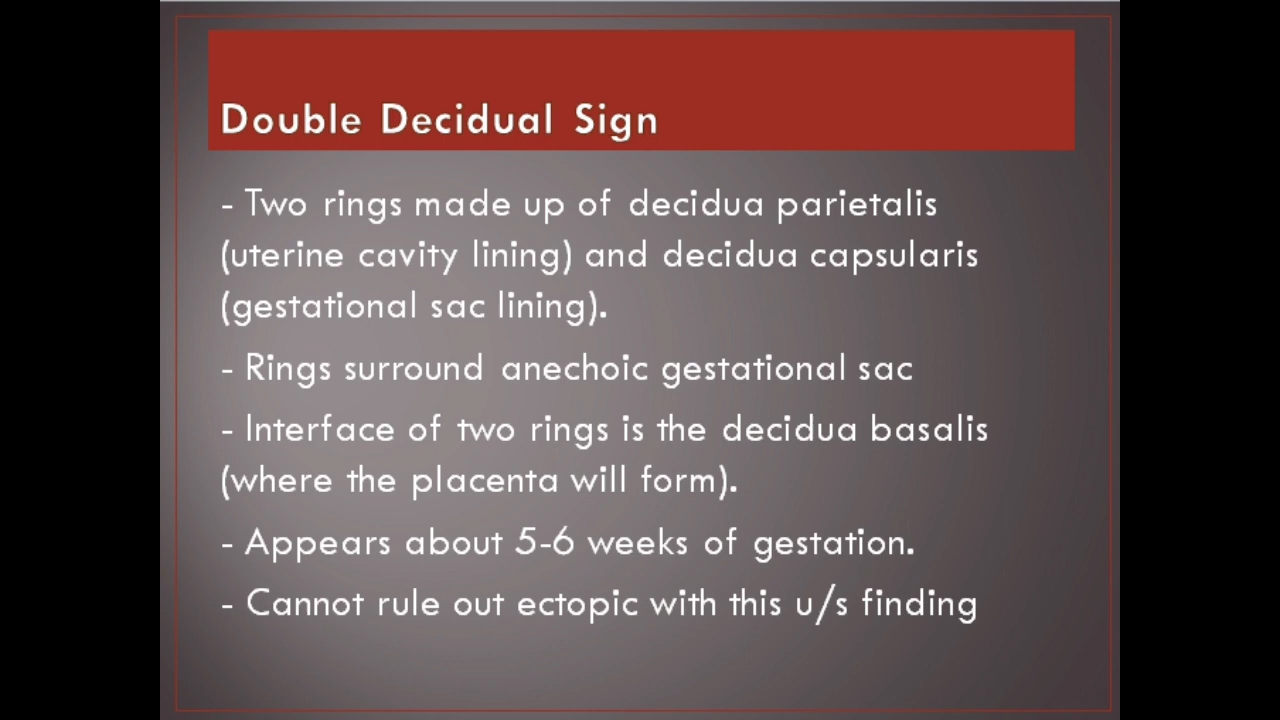 Double Decidual Sign
- Two rings made up of decidua parietalis
(uterine cavity lining) and decidua capsularis
(gestational sac lining).
- Rings surround anechoic gestational sac
- Interface of two rings is the decidua basalis
(where the placenta will form).
- Appears about 5-6 weeks of gestation.
- Cannot rule out ectopic with this u/s finding